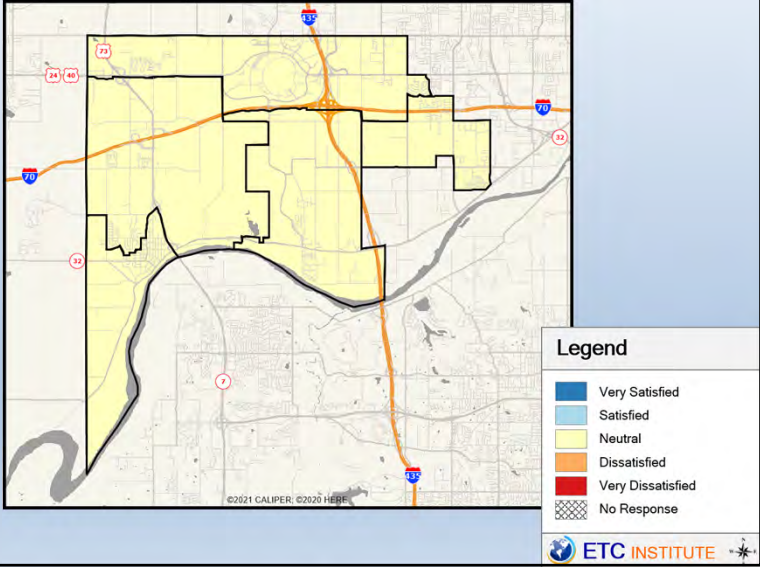 435
73
24 40
70
32
70
32
7
435
©2021 CALIPER; ©2020 HERE
Legend
Very Satisfied
Satisfied
Neutral
Dissatisfied
Very Dissatisfied
No Response
ETC INSTITUTE